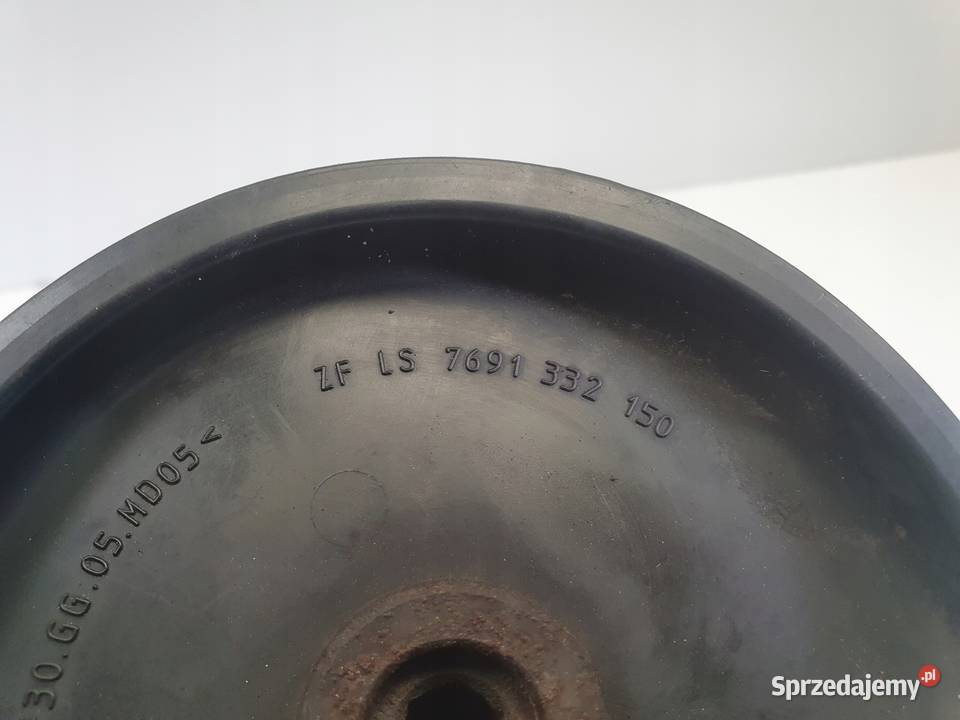 ZF LS 7691 332 150
30.GG.05.MD05<
Sprzedajemy.pl